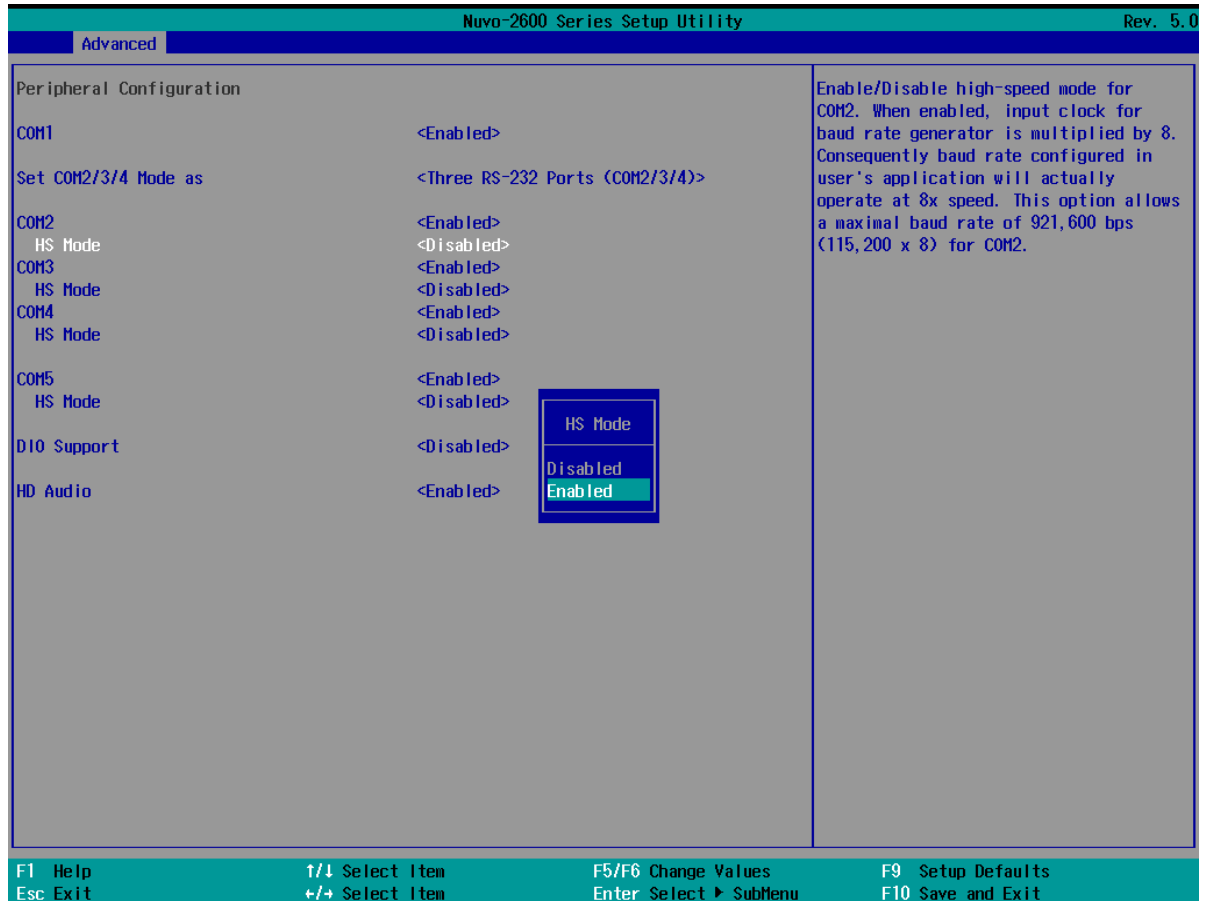 Nuvo-2600 Series Setup Utility Rev. 5.0
Advanced
Peripheral Configuration
COM1 <Enabled>
Set COM2/3/4 Mode as <Three RS-232 Ports (COM2/3/4)>
COM2 <Enabled>
HS Mode <Disabled>
COM3 <Enabled>
HS Mode <Disabled>
COM4 <Enabled>
HS Mode <Disabled>
COM5 <Enabled>
HS Mode <Disabled>
DIO Support <Disabled>
HD Audio <Enabled>
HS Mode
Disabled
Enabled
Enable/Disable high-speed mode for
COM2. When enabled, input clock for
baud rate generator is multiplied by 8.
Consequently baud rate configured in
user's application will actually
operate at 8x speed. This option allows
a maximal baud rate of 921,600 bps
(115,200 x 8) for COM2.
F1 Help ↑/↓ Select Item F5/F6 Change Values F9 Setup Defaults
Esc Exit ←/→ Select Item Enter Select ▶ SubMenu F10 Save and Exit